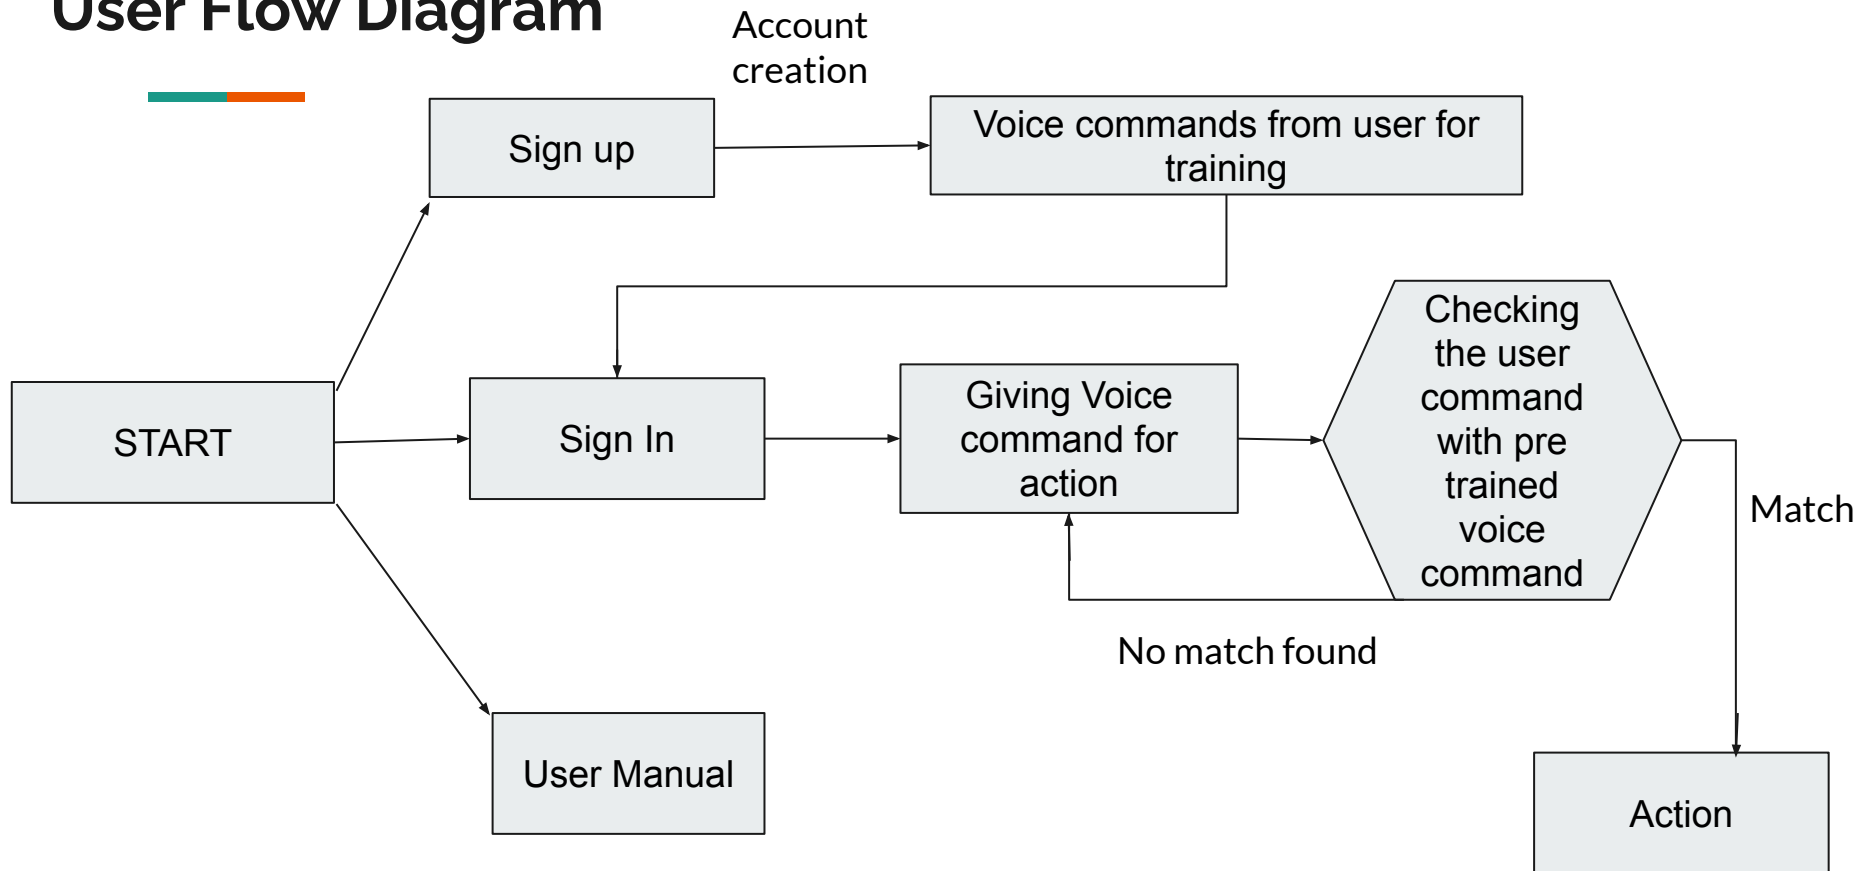 User Flow Diagram
Account
creation
Sign up
Voice commands from user for
training
START
Sign In
Giving Voice
command for
action
Checking
the user
command
with pre
trained
voice
command
Match
No match found
User Manual
Action